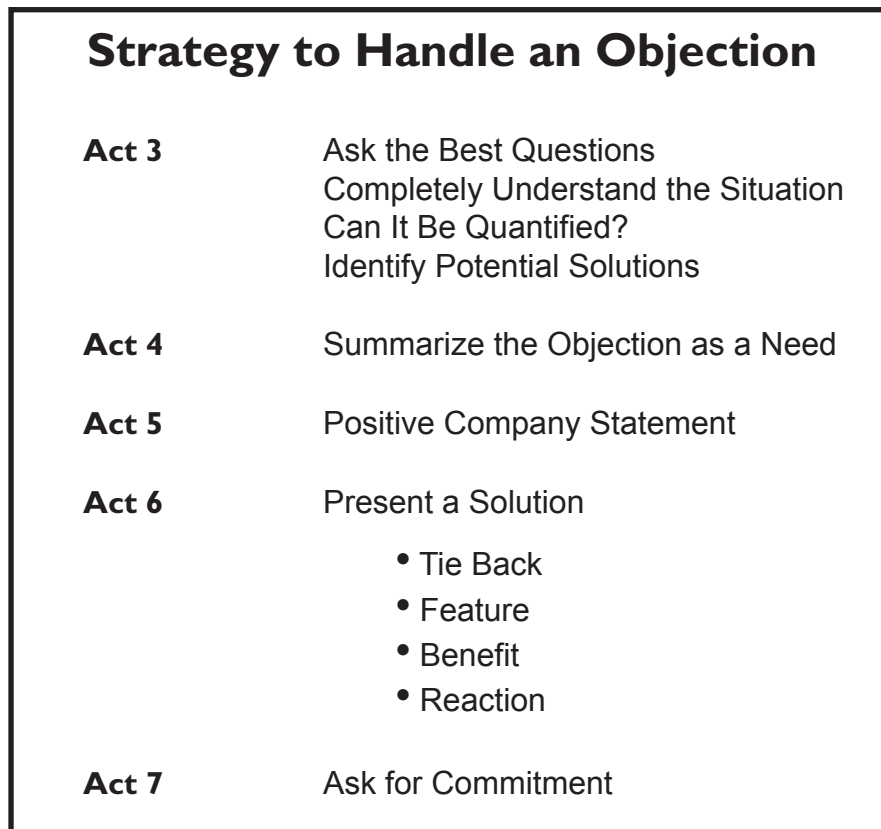 Strategy to Handle an Objection
Act 3 Ask the Best Questions
Completely Understand the Situation
Can It Be Quantified?
Identify Potential Solutions
Act 4 Summarize the Objection as a Need
Act 5 Positive Company Statement
Act 6 Present a Solution
• Tie Back
• Feature
• Benefit
• Reaction
Act 7 Ask for Commitment